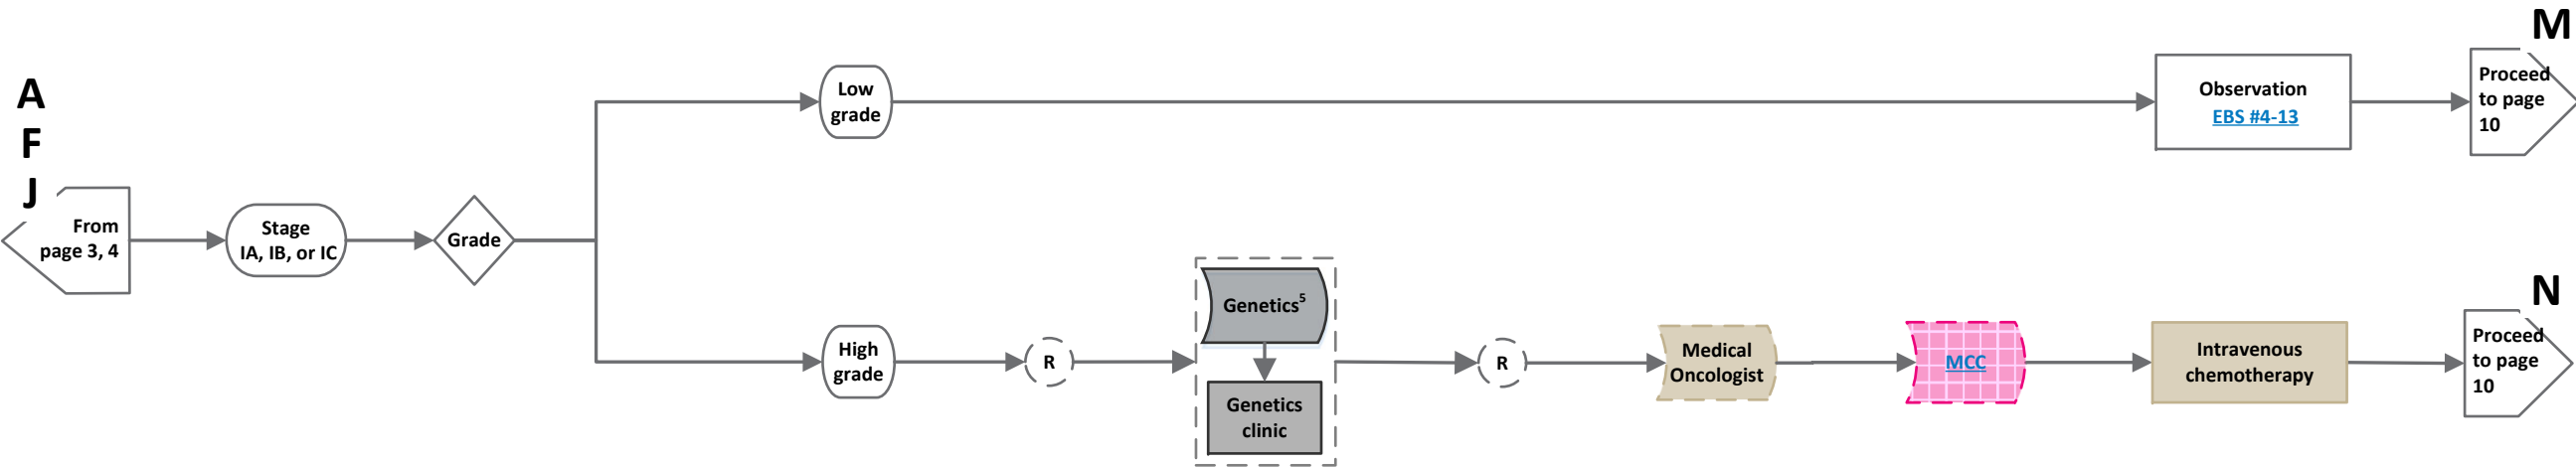 A
F
J
From
page 3, 4
Stage
IA, IB, or IC
Grade
Low
grade
Observation
EBS #4-13
M
Proceed
to page
10
High
grade
R
Genetics5
Genetics
clinic
R
Medical
Oncologist
MCC
Intravenous
chemotherapy
N
Proceed
to page
10